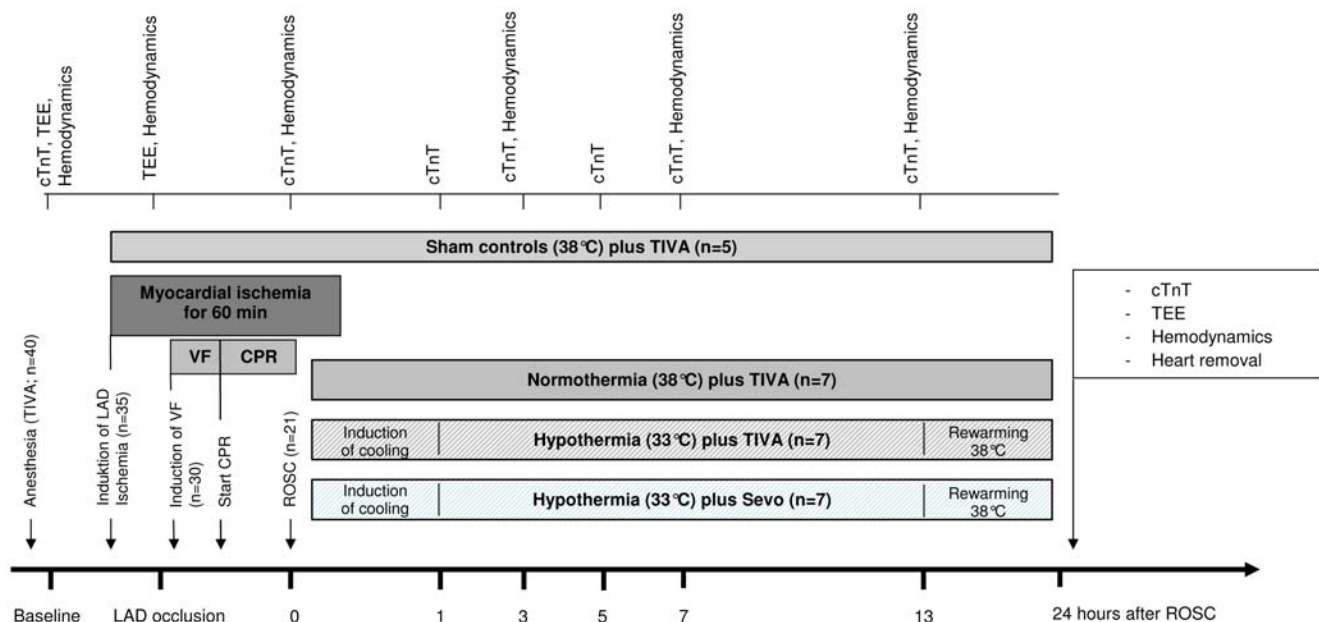 cTnT, TEE,
Hemodynamics
TEE, Hemodynamics
cTnT, Hemodynamics
cTnT
cTnT, Hemodynamics
cTnT
cTnT, Hemodynamics
cTnT, Hemodynamics
Sham controls (38°C) plus TIVA (n=5)
Myocardial ischemia
for 60 min
VF
CPR
- cTnT
- TEE
- Hemodynamics
- Heart removal
Normothermia (38°C) plus TIVA (n=7)
Induction
of cooling
Hypothermia (33°C) plus TIVA (n=7)
Rewarming
38°C
Induction
of cooling
Hypothermia (33°C) plus Sevo (n=7)
Rewarming
38°C
Anesthesia (TIVA; n=40)
Induktion of LAD
Ischemia (n=35)
Induction of VF
(n=30)
Start CPR
ROSC (n=21)
Baseline
LAD occlusion
0
1
3
5
7
13
24 hours after ROSC